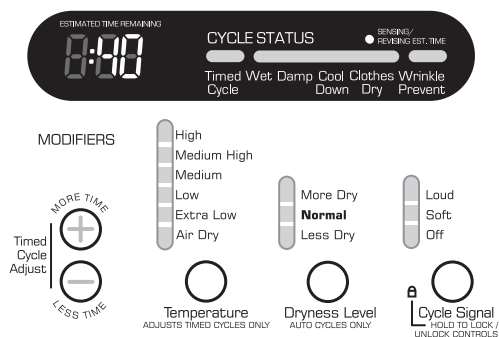 ESTIMATED TIME REMAINING
:40
CYCLE STATUS
SENSING/
REVISING EST. TIME
Timed Cycle
Wet
Damp
Cool Down
Clothes Dry
Wrinkle Prevent
MODIFIERS
MORE TIME
Timed
Cycle
Adjust
LESS TIME
High
Medium High
Medium
Low
Extra Low
Air Dry
Temperature
ADJUSTS TIMED CYCLES ONLY
More Dry
Normal
Less Dry
Dryness Level
AUTO CYCLES ONLY
Loud
Soft
Off
Cycle Signal
HOLD TO LOCK /
UNLOCK CONTROLS